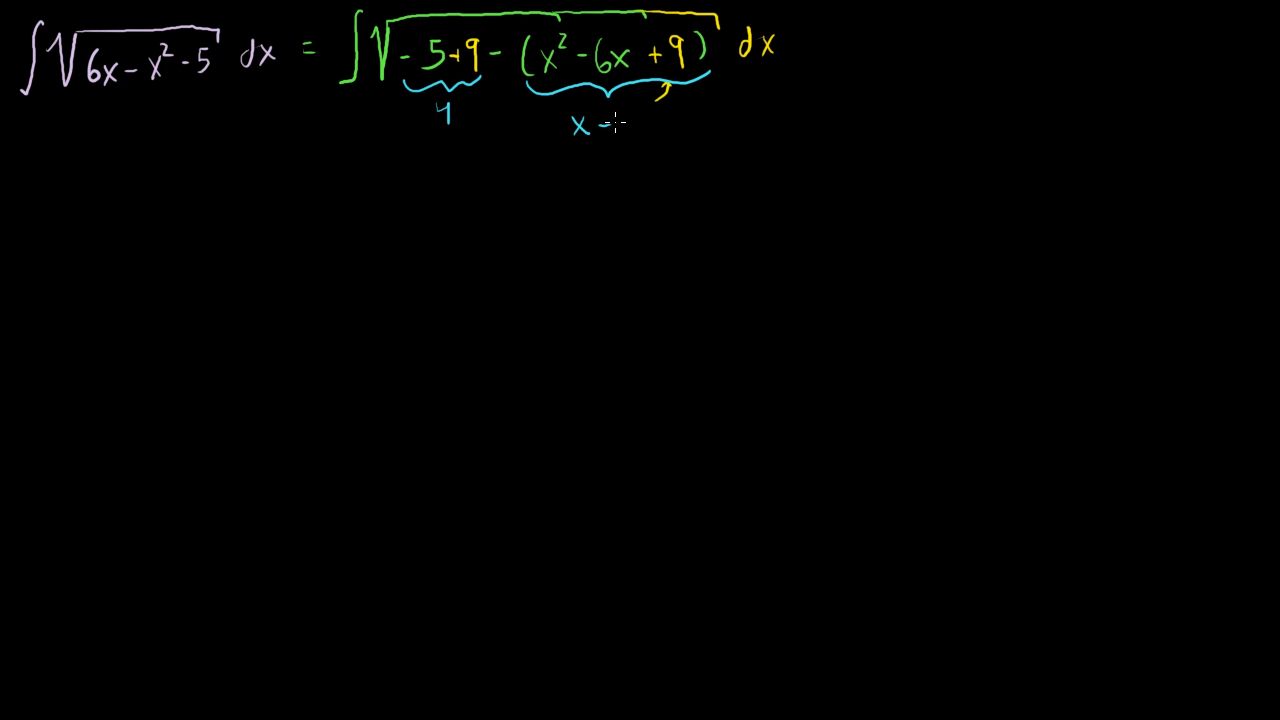 ∫√(6x - x² - 5) dx = ∫√(-5+9 - (x² - 6x + 9)) dx
4 x -